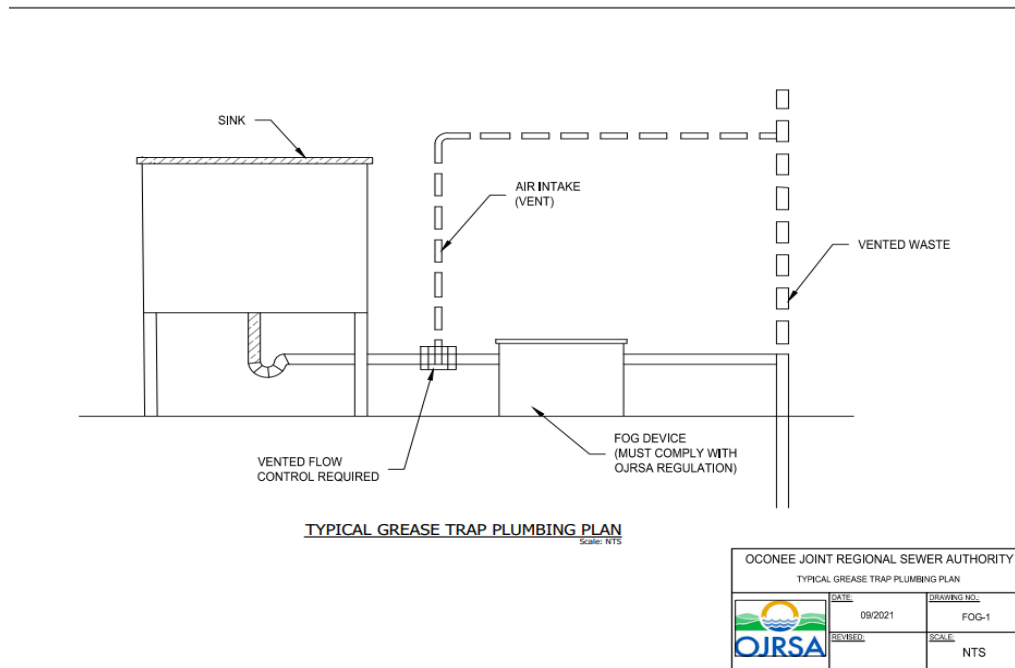 SINK
AIR INTAKE
(VENT)
VENTED WASTE
VENTED FLOW
CONTROL REQUIRED
FOG DEVICE
(MUST COMPLY WITH
OJRSA REGULATION)
TYPICAL GREASE TRAP PLUMBING PLAN
Scale: NTS
OCONEE JOINT REGIONAL SEWER AUTHORITY
TYPICAL GREASE TRAP PLUMBING PLAN
OJRSA
DATE:
09/2021
DRAWING NO.:
FOG-1
REVISED:
SCALE:
NTS